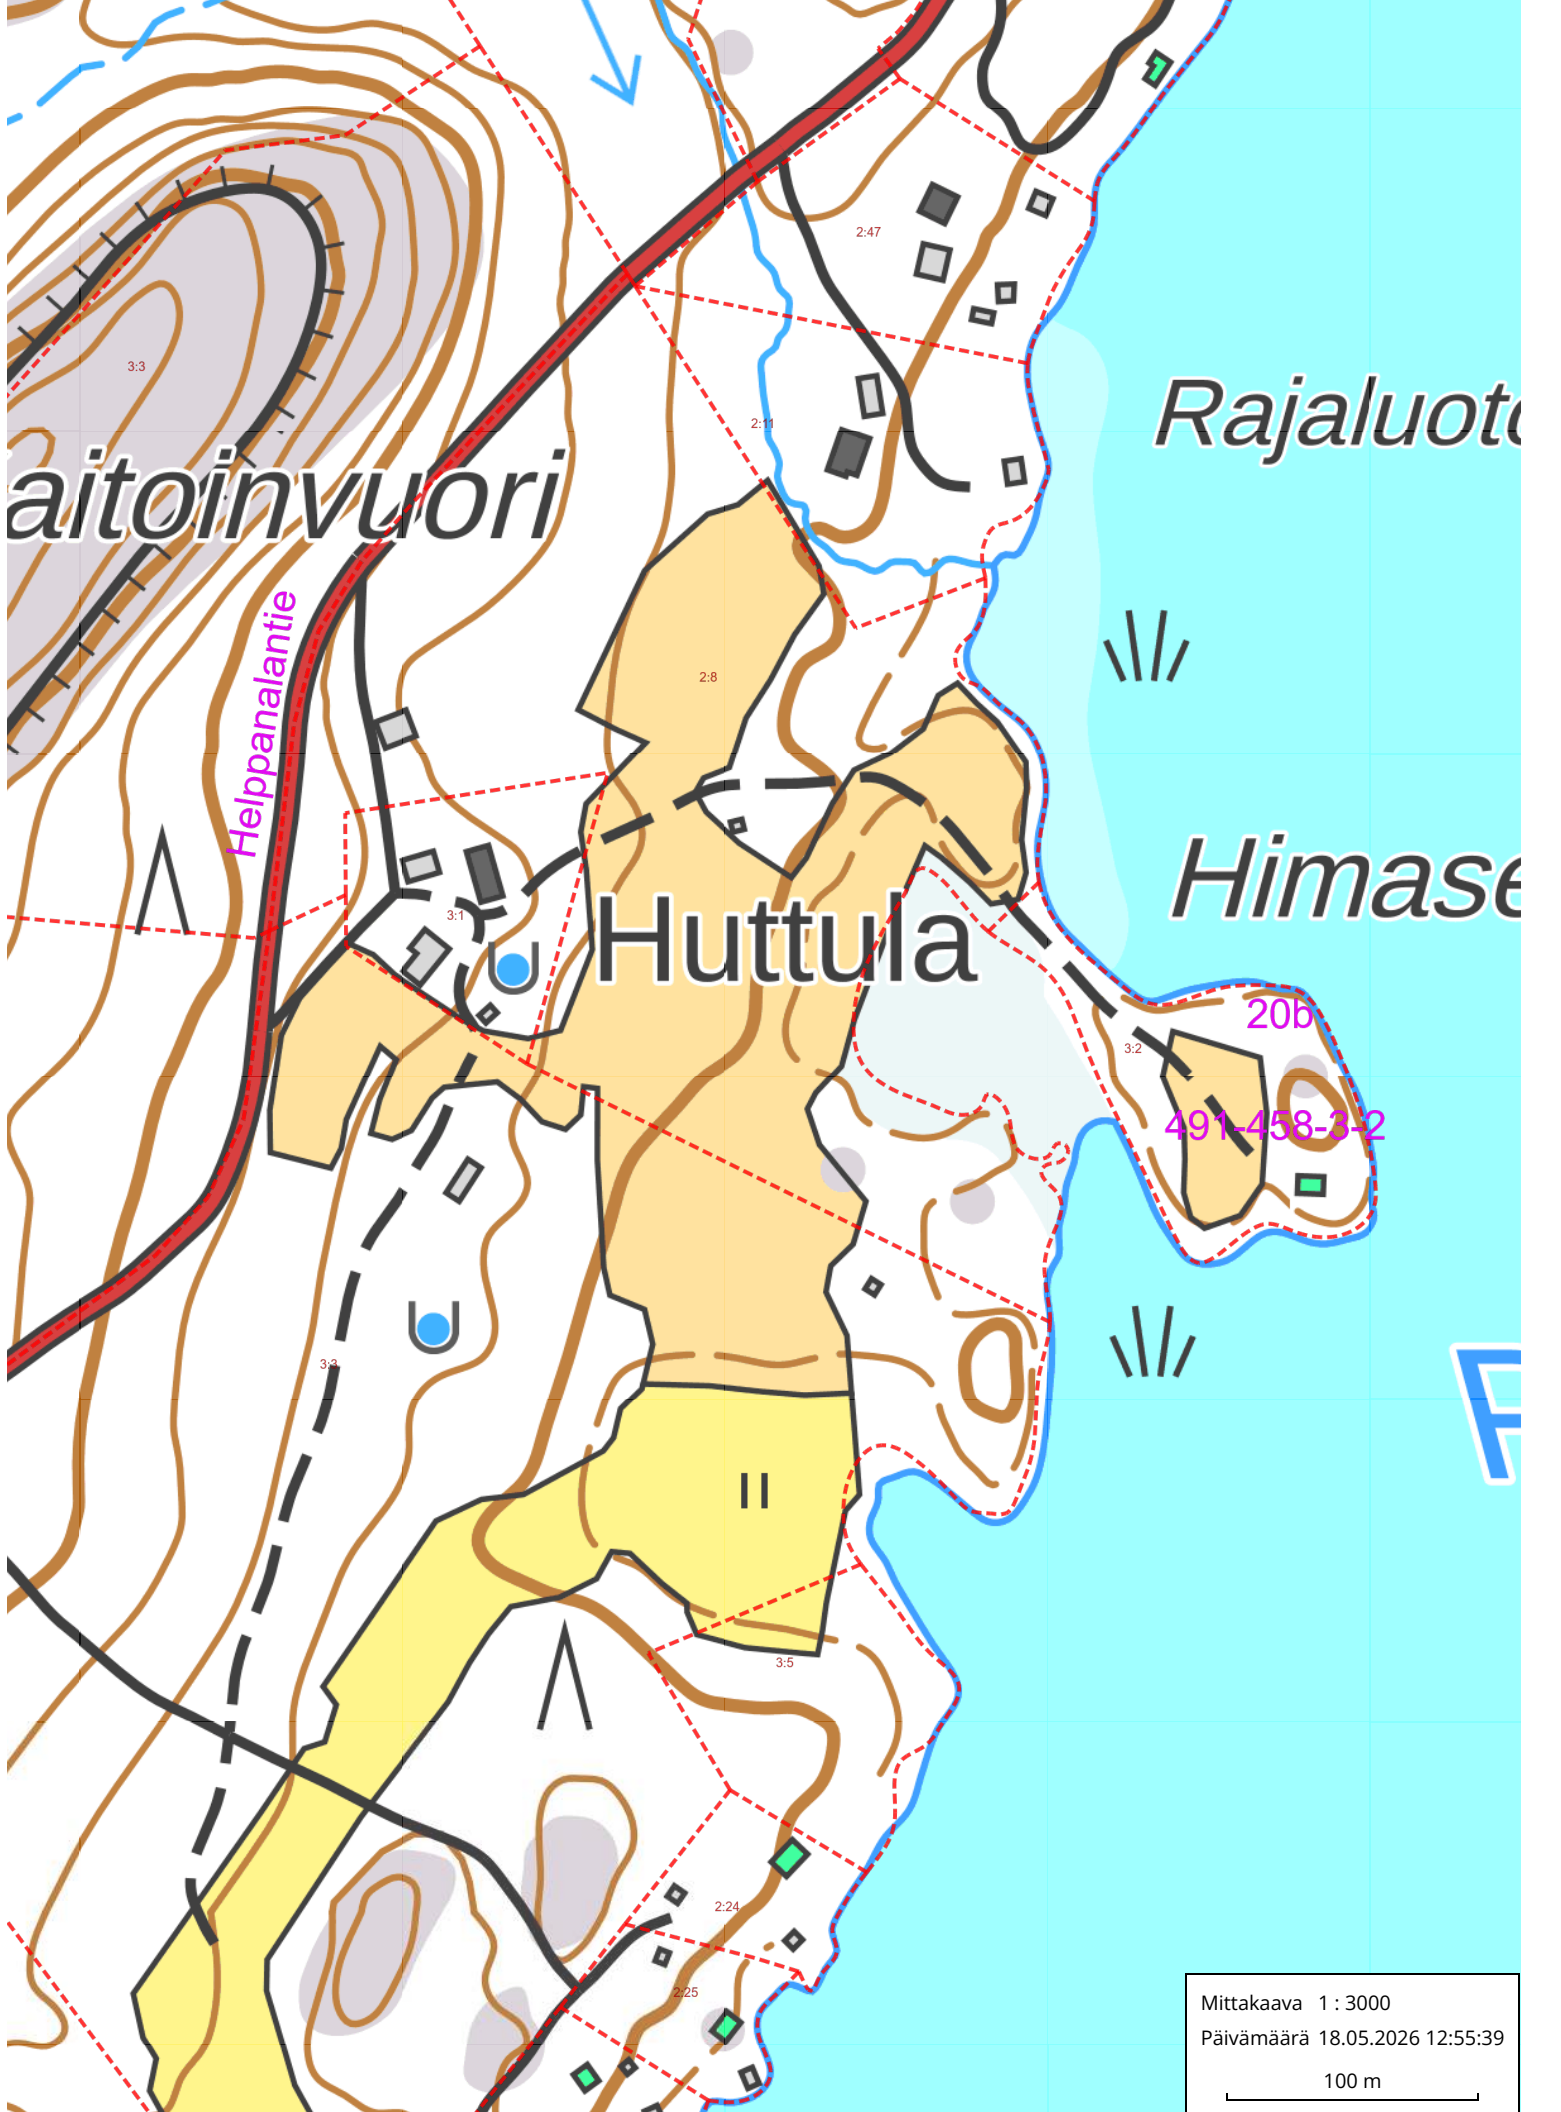 2:47
3:3
Rajaluoto
2:11
aitoinvuori
Helppanalantie
2:8
Himase
3:1
Huttula
20b
3:2
491-458-3-2
3:3
II
3:5
2:24
2:25
Mittakaava 1 : 3000
Päivämäärä 18.05.2026 12:55:39
100 m